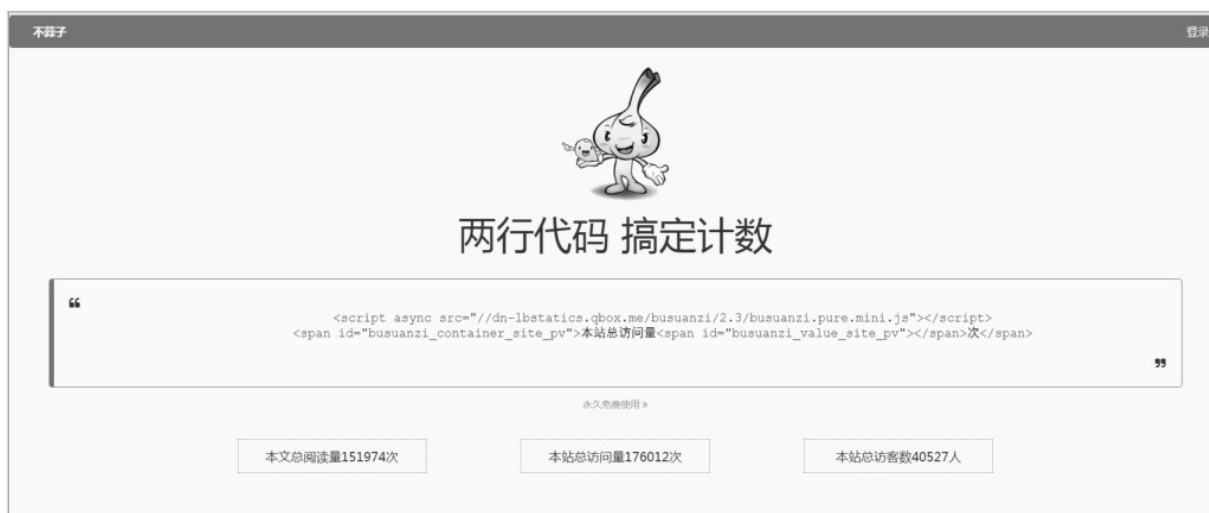 不蒜子
登录
两行代码 搞定计数
❝
<script async src="//dn-lbstatics.qbox.me/busuanzi/2.3/busuanzi.pure.mini.js"></script>
<span id="busuanzi_container_site_pv">本站总访问量<span id="busuanzi_value_site_pv"></span>次</span>
❞
永久免费使用 »
本文总阅读量151974次
本站总访问量176012次
本站总访客数40527人